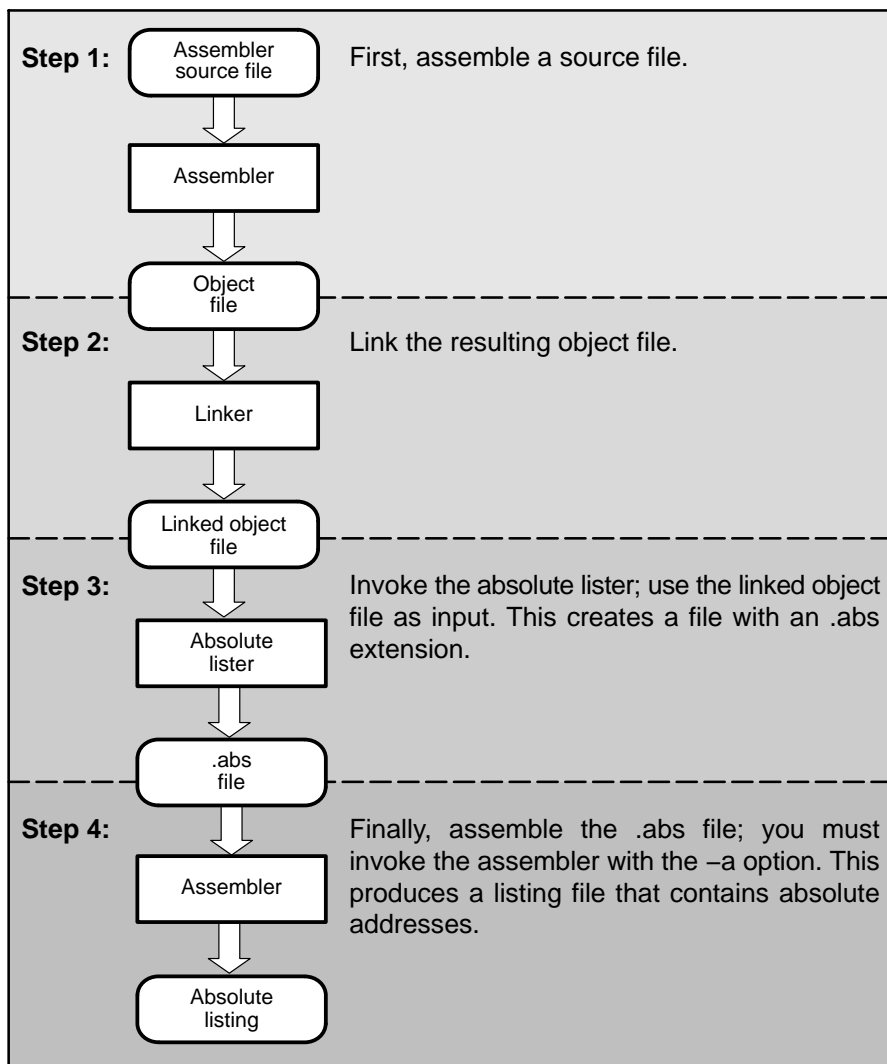 Step 1:
Assembler
source file
First, assemble a source file.
Assembler
Object
file
Step 2:
Link the resulting object file.
Linker
Linked object
file
Step 3:
Invoke the absolute lister; use the linked object
file as input. This creates a file with an .abs
extension.
Absolute
lister
.abs
file
Step 4:
Finally, assemble the .abs file; you must
invoke the assembler with the –a option. This
produces a listing file that contains absolute
addresses.
Assembler
Absolute
listing